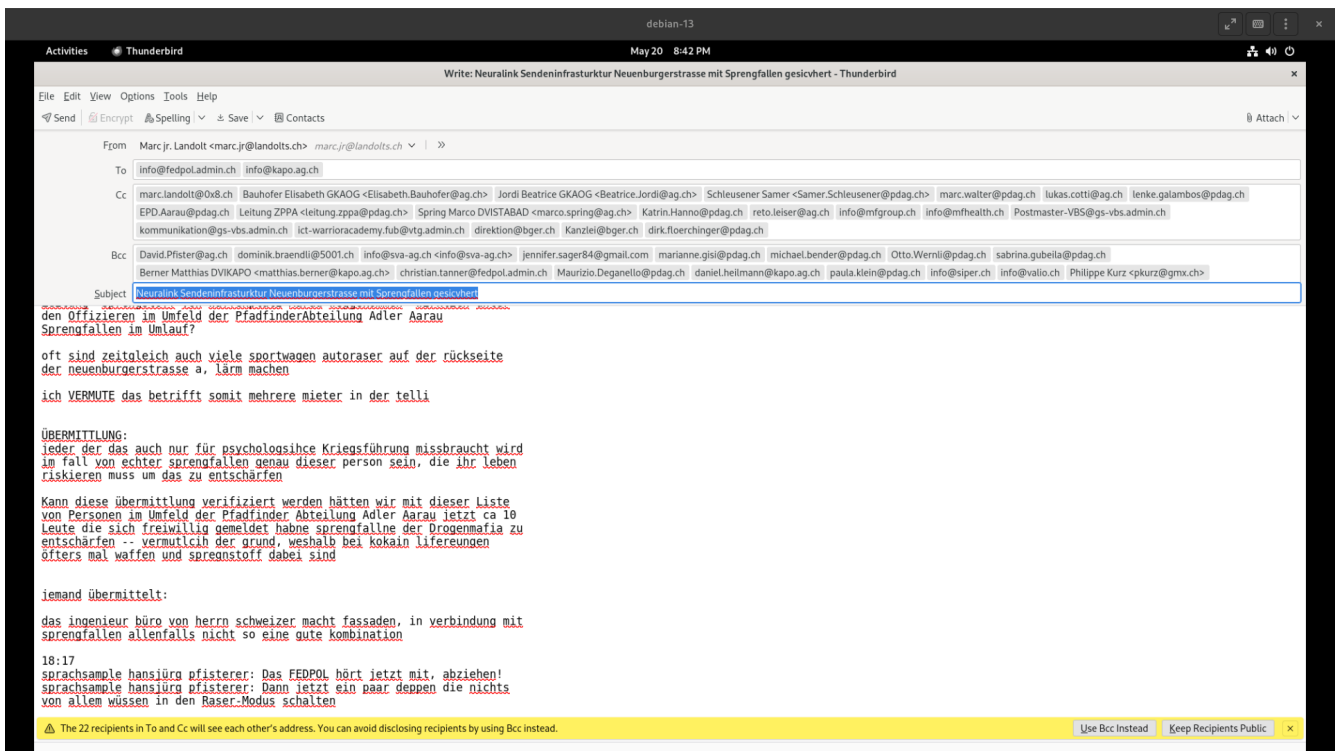 debian-13
Activities Thunderbird May 20 8:42 PM
Write: Neuralink Sendeninfrasturktur Neuenburgerstrasse mit Sprengfallen gesicvhert - Thunderbird
File Edit View Options Tools Help
Send Encrypt Spelling Save Contacts Attach
From Marc jr. Landolt <marc.jr@landolts.ch> marc.jr@landolts.ch
To info@fedpol.admin.ch info@kapo.ag.ch
Cc marc.landolt@0x8.ch Bauhofer Elisabeth GKAOG <Elisabeth.Bauhofer@ag.ch> Jordi Beatrice GKAOG <Beatrice.Jordi@ag.ch> Schleusener Samer <Samer.Schleusener@pdag.ch> marc.walter@pdag.ch lukas.cotti@ag.ch lenke.galambos@pdag.ch
EPD.Aarau@pdag.ch Leitung ZPPA <leitung.zppa@pdag.ch> Spring Marco DVISTABAD <marco.spring@ag.ch> Katrin.Hanno@pdag.ch reto.leiser@ag.ch info@mfgroup.ch info@mfhealth.ch Postmaster-VBS@gs-vbs.admin.ch
kommunikation@gs-vbs.admin.ch ict-warrioracademy.fub@vtg.admin.ch direktion@bger.ch Kanzlei@bger.ch dirk.floerchinger@pdag.ch
Bcc David.Pfister@ag.ch dominik.braendli@5001.ch info@sva-ag.ch <info@sva-ag.ch> jennifer.sager84@gmail.com marianne.gisi@pdag.ch michael.bender@pdag.ch Otto.Wernli@pdag.ch sabrina.gubeila@pdag.ch
Berner Matthias DVIKAPO <matthias.berner@kapo.ag.ch> christian.tanner@fedpol.admin.ch Maurizio.Deganello@pdag.ch daniel.heilmann@kapo.ag.ch paula.klein@pdag.ch info@siper.ch info@valio.ch Philippe Kurz <pkurz@gmx.ch>
Subject Neuralink Sendeninfrasturktur Neuenburgerstrasse mit Sprengfallen gesicvhert
den Offizieren im Umfeld der PfadfinderAbteilung Adler Aarau
Sprengfallen im Umlauf?
oft sind zeitgleich auch viele sportwagen autoraser auf der rückseite
der neuenburgerstrasse a, lärm machen
ich VERMUTE das betrifft somit mehrere mieter in der telli
ÜBERMITTLUNG:
jeder der das auch nur für psychologsihce Kriegsführung missbraucht wird
im fall von echter sprengfallen genau dieser person sein, die ihr leben
riskieren muss um das zu entschärfen
Kann diese übermittlung verifiziert werden hätten wir mit dieser Liste
von Personen im Umfeld der Pfadfinder Abteilung Adler Aarau jetzt ca 10
Leute die sich freiwillig gemeldet habne sprengfallne der Drogenmafia zu
entschärfen -- vermutlcih der grund, weshalb bei kokain lifereungen
öfters mal waffen und spregnstoff dabei sind
jemand übermittelt:
das ingenieur büro von herrn schweizer macht fassaden, in verbindung mit
sprengfallen allenfalls nicht so eine gute kombination
18:17
sprachsample hansjürg pfisterer: Das FEDPOL hört jetzt mit, abziehen!
sprachsample hansjürg pfisterer: Dann jetzt ein paar deppen die nichts
von allem wüssen in den Raser-Modus schalten
The 22 recipients in To and Cc will see each other's address. You can avoid disclosing recipients by using Bcc instead. Use Bcc Instead Keep Recipients Public